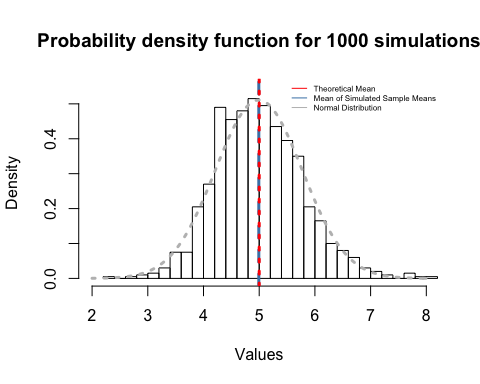 Probability density function for 1000 simulations
Theoretical Mean
Mean of Simulated Sample Means
Normal Distribution
Density
0.4
0.2
0.0
2 3 4 5 6 7 8
Values